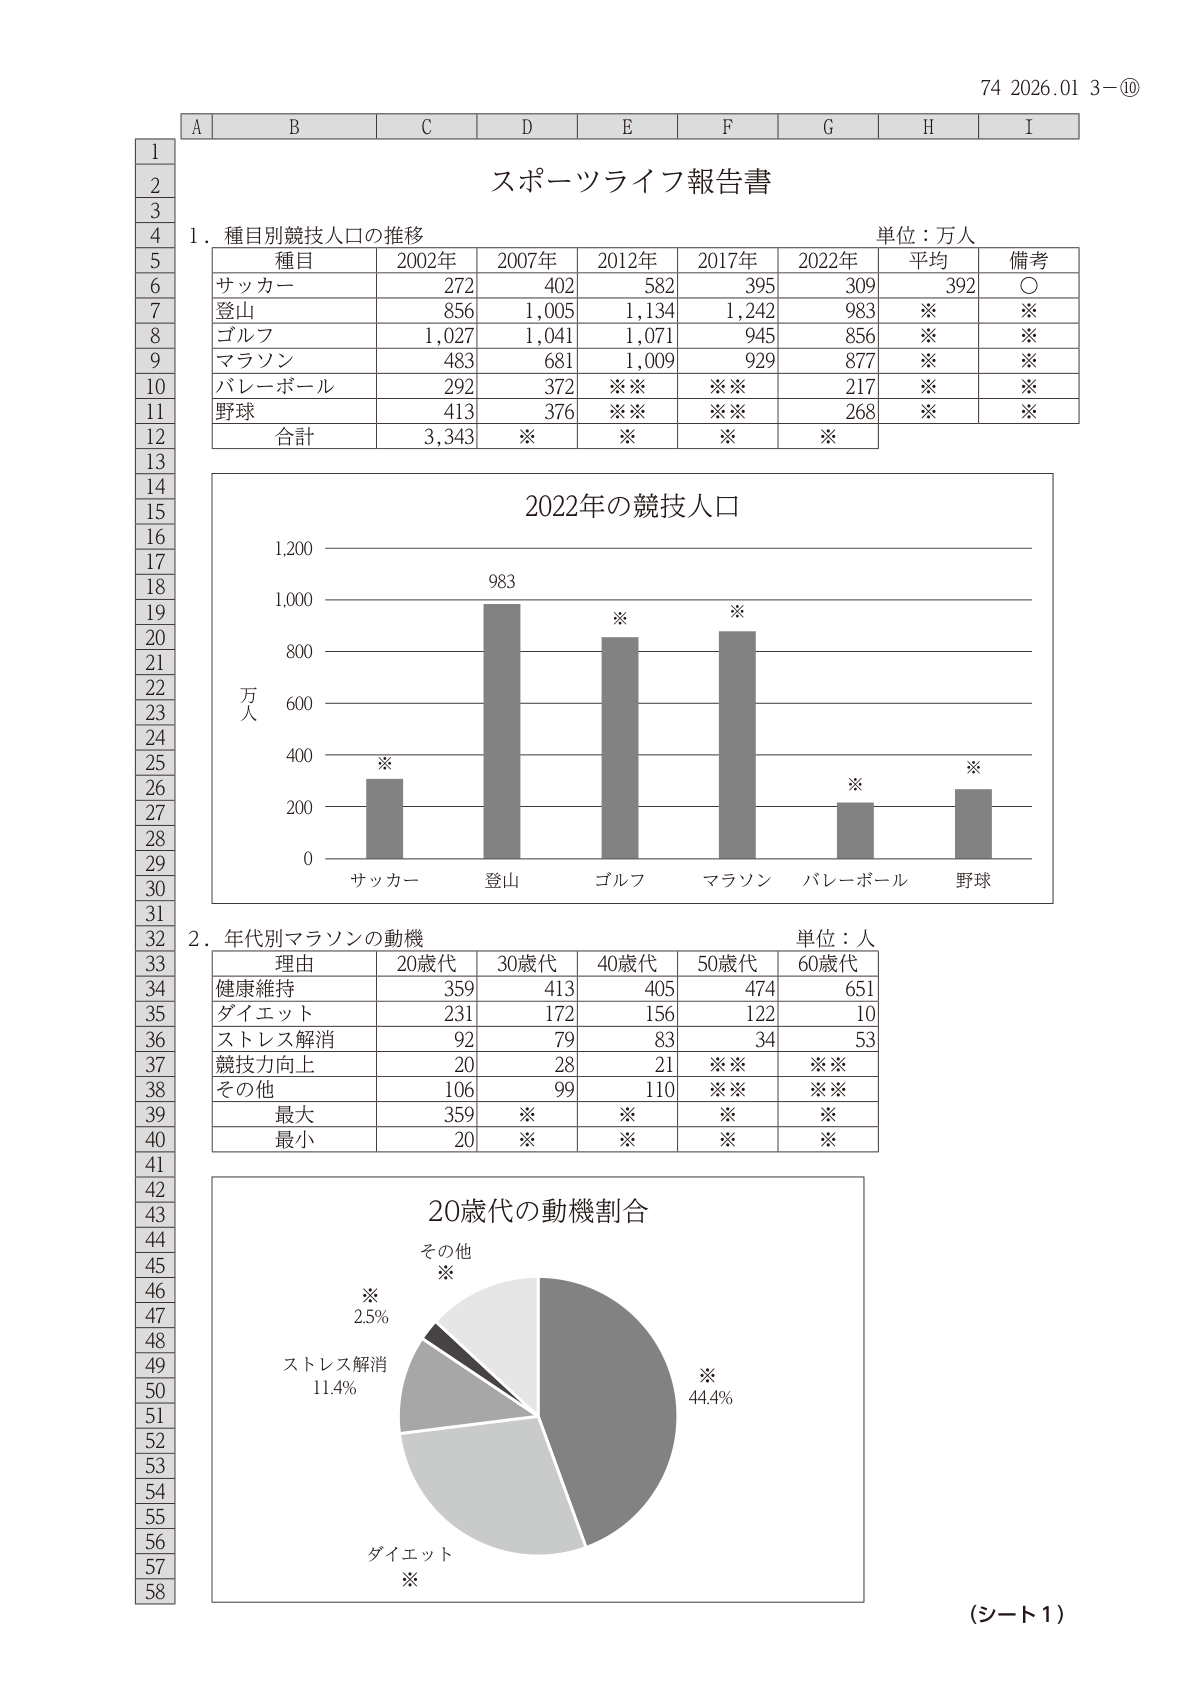 74 2026.01 3－⑩
A B C D E F G H I
1
2 スポーツライフ報告書
3
4 1．種目別競技人口の推移 単位：万人
5 種目 2002年 2007年 2012年 2017年 2022年 平均 備考
6 サッカー 272 402 582 395 309 392 〇
7 登山 856 1,005 1,134 1,242 983 ※ ※
8 ゴルフ 1,027 1,041 1,071 945 856 ※ ※
9 マラソン 483 681 1,009 929 877 ※ ※
10 バレーボール 292 372 ※※ ※※ 217 ※ ※
11 野球 413 376 ※※ ※※ 268 ※ ※
12 合計 3,343 ※ ※ ※ ※
13
14
15 2022年の競技人口
16
17 1,200
18 983
19 1,000 ※ ※
20
21 800
22
23 万人 600
24
25 400 ※ ※
26 ※
27 200
28
29 0
30 サッカー 登山 ゴルフ マラソン バレーボール 野球
31
32 2．年代別マラソンの動機 単位：人
33 理由 20歳代 30歳代 40歳代 50歳代 60歳代
34 健康維持 359 413 405 474 651
35 ダイエット 231 172 156 122 10
36 ストレス解消 92 79 83 34 53
37 競技力向上 20 28 21 ※※ ※※
38 その他 106 99 110 ※※ ※※
39 最大 359 ※ ※ ※ ※
40 最小 20 ※ ※ ※ ※
41
42
43 20歳代の動機割合
44
45 その他
46 ※ ※
47 2.5%
48
49 ストレス解消 ※
50 11.4% 44.4%
51
52
53
54
55
56
57 ダイエット ※
58
（シート1）